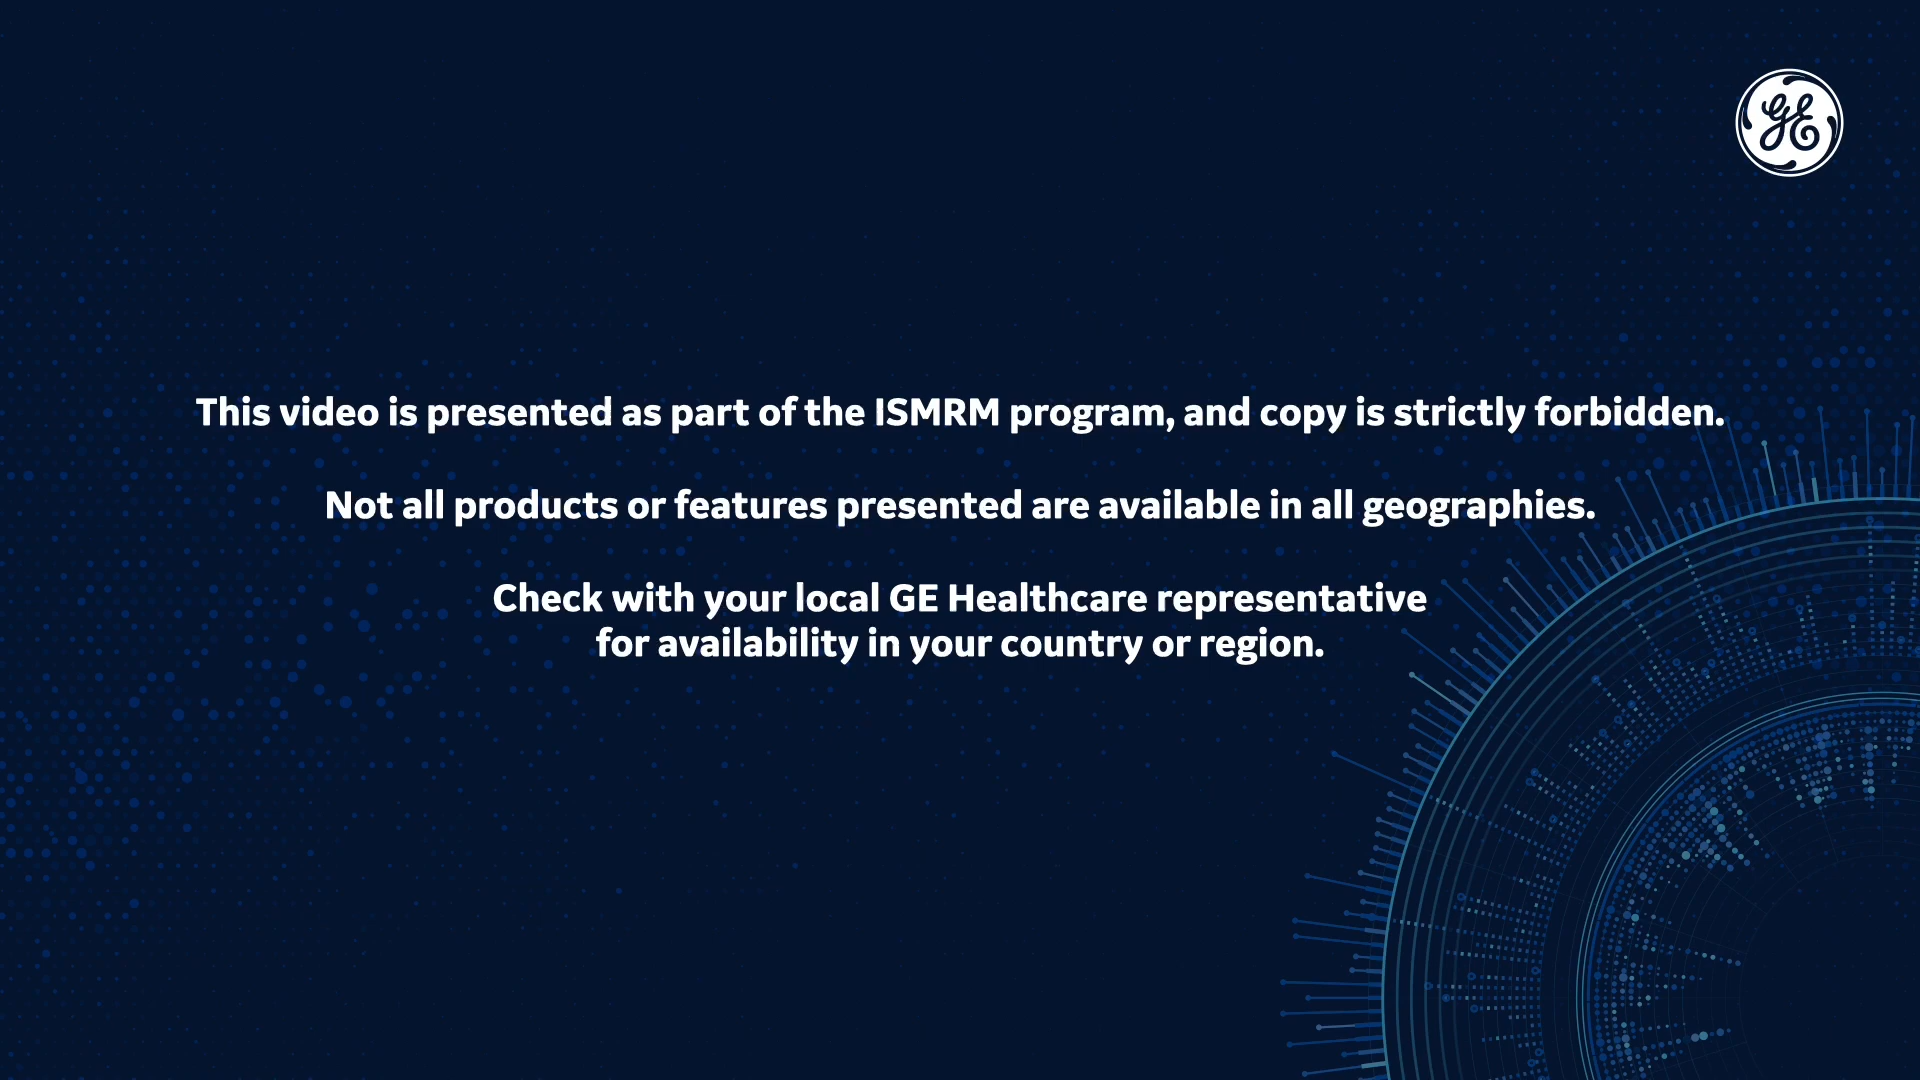 GE
This video is presented as part of the ISMRM program, and copy is strictly forbidden.
Not all products or features presented are available in all geographies.
Check with your local GE Healthcare representative
for availability in your country or region.